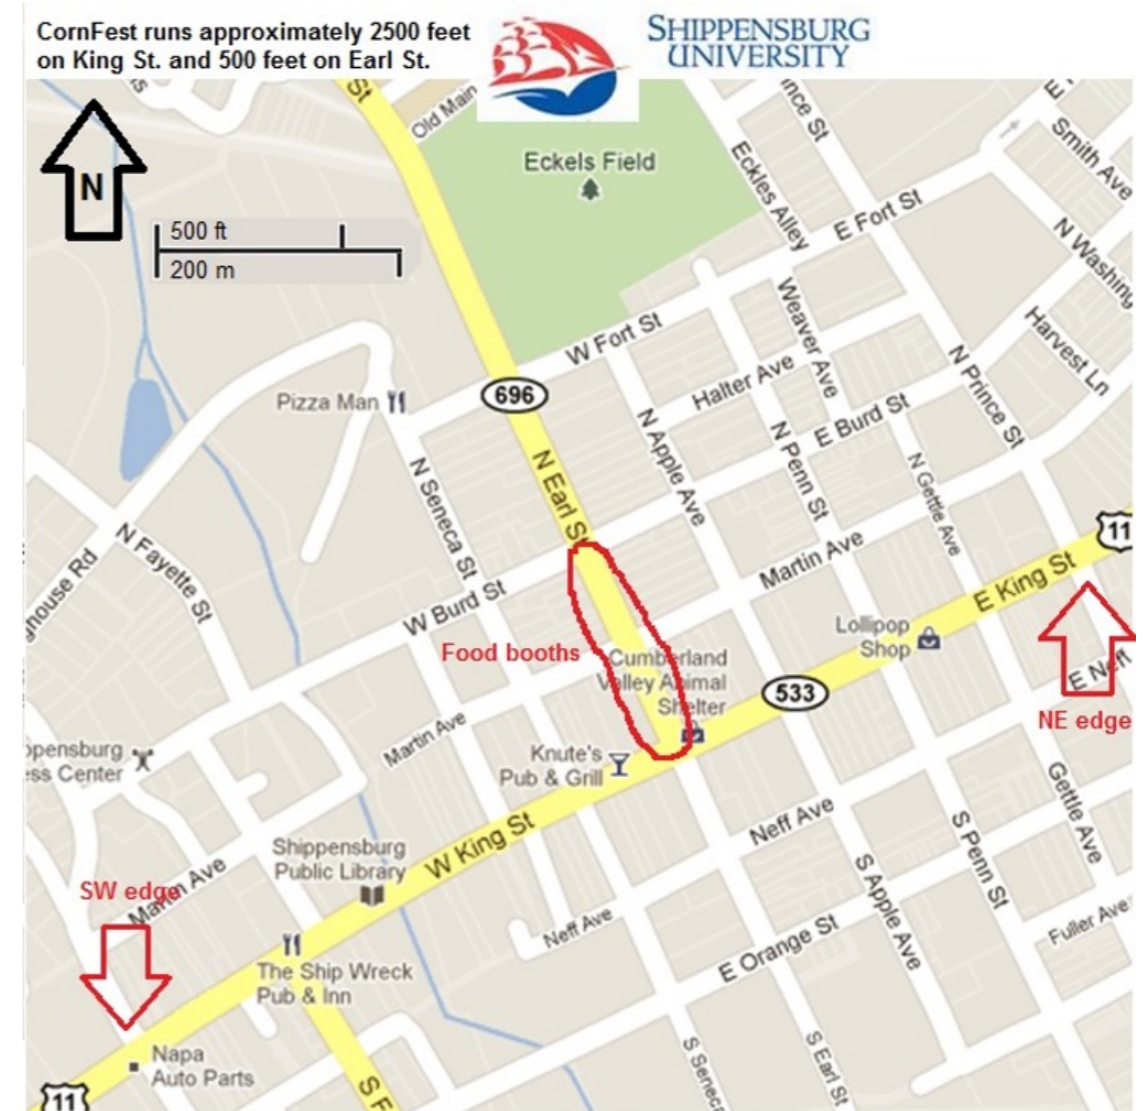 CornFest runs approximately 2500 feet
on King St. and 500 feet on Earl St.
SHIPPENSBURG
UNIVERSITY
N
500 ft
200 m
St
Old Main
Eckels Field
Eckles Alley
E Fort St
Smith Ave
N Washing
Harvest Ln
W Fort St
Weaver Ave
Halter Ave
N Prince St
Pizza Man
696
N Earl St
N Apple Ave
N Penn St
E Burd St
N Gettle Ave
N Seneca St
N Fayette St
W Burd St
Martin Ave
E King St
11
Lollipop
Shop
Food booths
Cumberland
Valley Animal
Shelter
533
E Neff
NE edge
Martin Ave
Knute's
Pub & Grill
Neff Ave
Gettle Ave
S Penn St
S Apple Ave
Shippensburg
Public Library
W King St
SW edge
Martin Ave
Neff Ave
E Orange St
Fuller Ave
The Ship Wreck
Pub & Inn
Napa
Auto Parts
S Seneca
S Earl St
S F
11